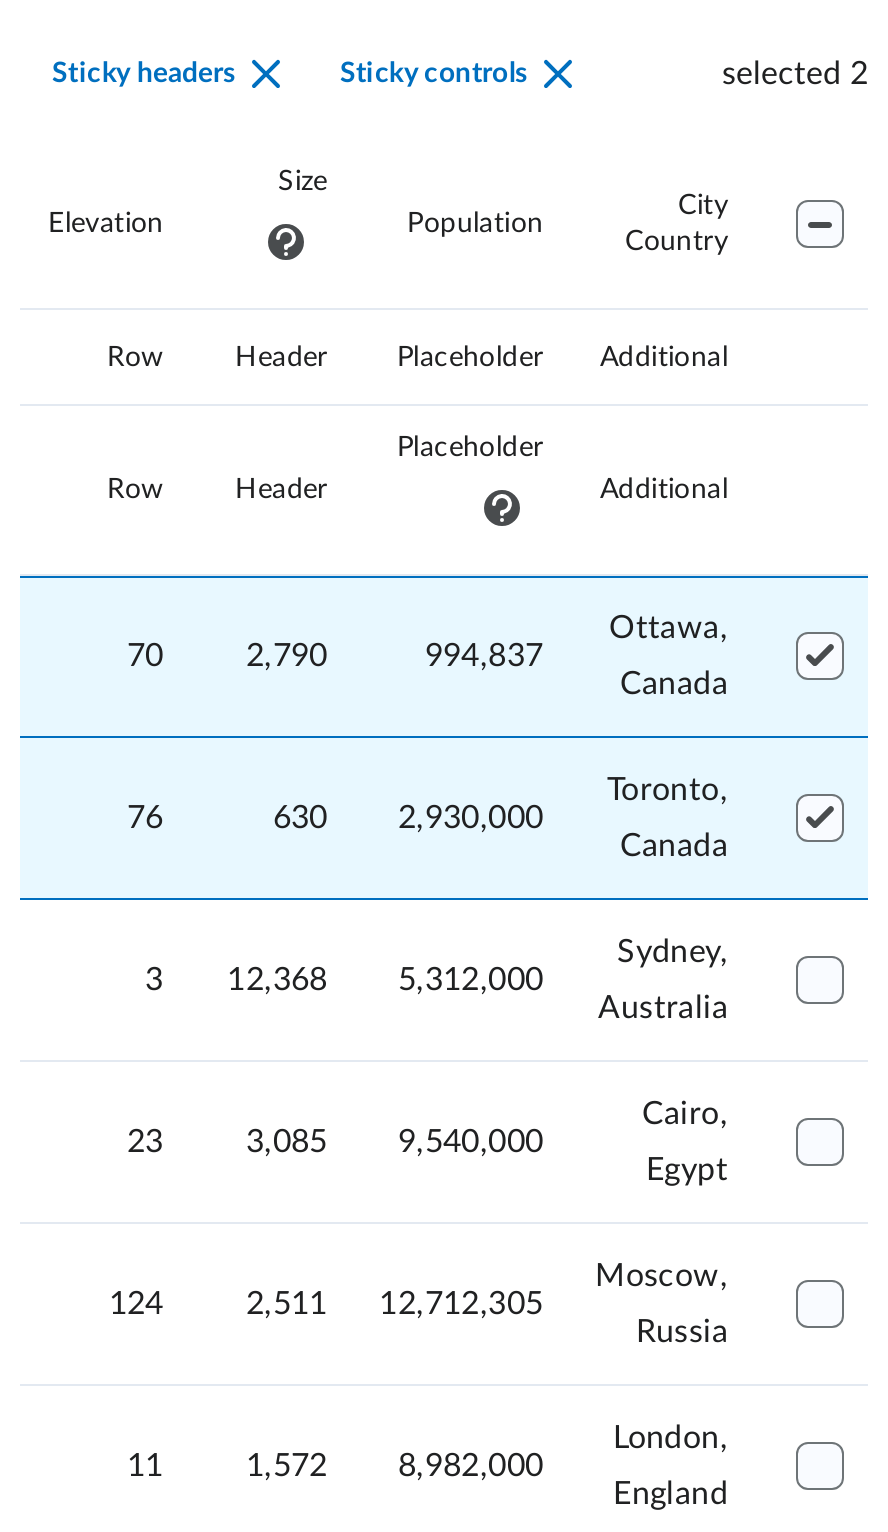 Sticky headers Sticky controls selected 2
Size
Elevation Population City
Country
Row Header Placeholder Additional
Placeholder
Row Header Additional
70 2,790 994,837 Ottawa,
Canada
76 630 2,930,000 Toronto,
Canada
3 12,368 5,312,000 Sydney,
Australia
23 3,085 9,540,000 Cairo,
Egypt
124 2,511 12,712,305 Moscow,
Russia
11 1,572 8,982,000 London,
England